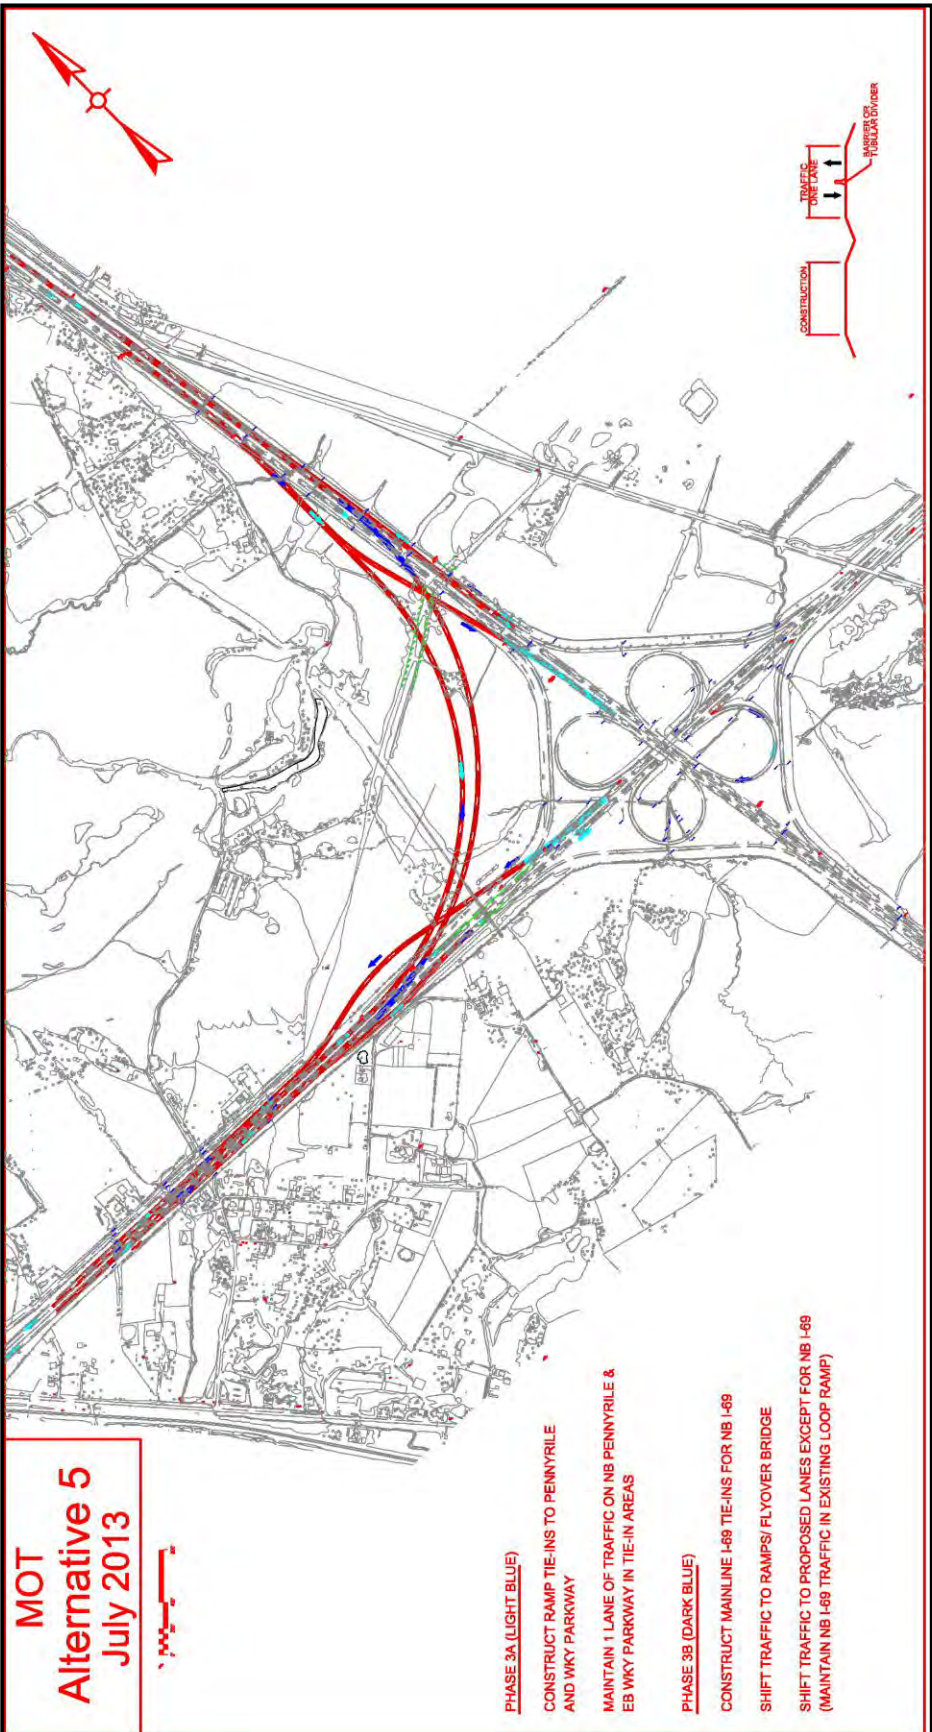 MOT
Alternative 5
July 2013
PHASE 3A (LIGHT BLUE)
CONSTRUCT RAMP TIE-INS TO PENNYRILE
AND WKY PARKWAY
MAINTAIN 1 LANE OF TRAFFIC ON NB PENNYRILE &
EB WKY PARKWAY IN TIE-IN AREAS
PHASE 3B (DARK BLUE)
CONSTRUCT MAINLINE I-69 TIE-INS FOR NB I-69
SHIFT TRAFFIC TO RAMPS/ FLYOVER BRIDGE
SHIFT TRAFFIC TO PROPOSED LANES EXCEPT FOR NB I-69
(MAINTAIN NB I-69 TRAFFIC IN EXISTING LOOP RAMP)
CONSTRUCTION
TRAFFIC
ONE LANE
BARRIER OR
TUBULAR DIVIDER